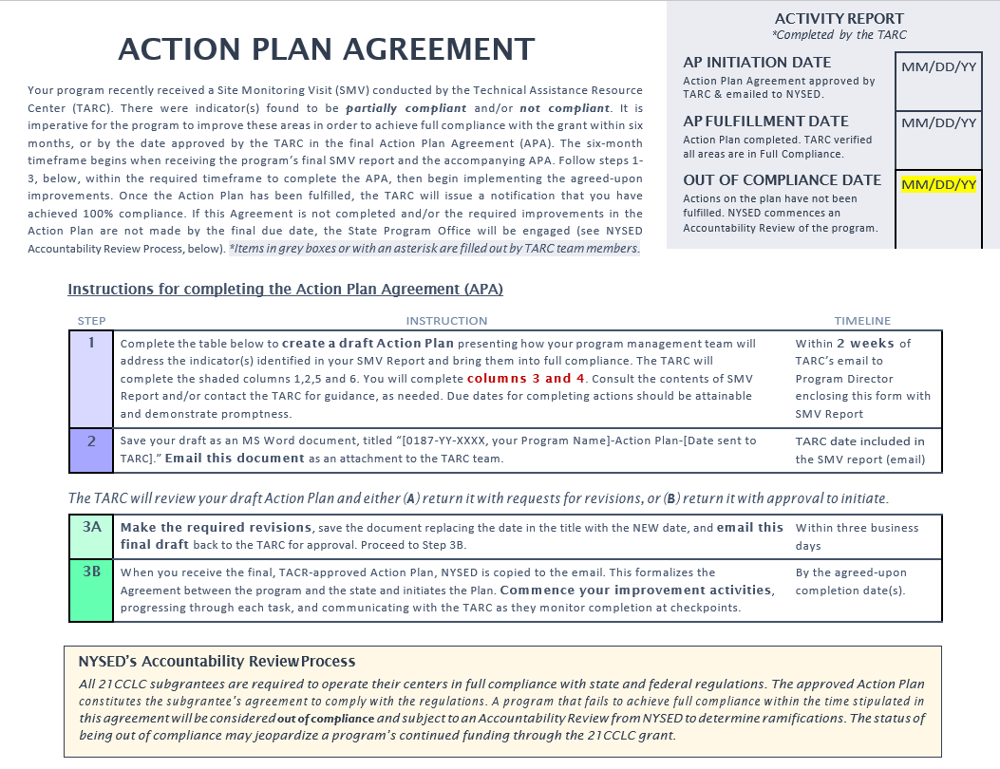 ACTION PLAN AGREEMENT
Your program recently received a Site Monitoring Visit (SMV) conducted by the Technical Assistance Resource
Center (TARC). There were indicator(s) found to be partially compliant and/or not compliant. It is
imperative for the program to improve these areas in order to achieve full compliance with the grant within six
months, or by the date approved by the TARC in the final Action Plan Agreement (APA). The six-month
timeframe begins when receiving the program's final SMV report and the accompanying APA. Follow steps 1-
3, below, within the required timeframe to complete the APA, then begin implementing the agreed-upon
improvements. Once the Action Plan has been fulfilled, the TARC will issue a notification that you have
achieved 100% compliance. If this Agreement is not completed and/or the required improvements in the
Action Plan are not made by the final due date, the State Program Office will be engaged (see NYSED
Accountability Review Process, below). *Items in grey boxes or with an asterisk are filled out by TARC team members.
ACTIVITY REPORT
*Completed by the TARC
AP INITIATION DATE
Action Plan Agreement approved by
TARC & emailed to NYSED.
MM/DD/YY
AP FULFILLMENT DATE
Action Plan completed. TARC verified
all areas are in Full Compliance.
MM/DD/YY
OUT OF COMPLIANCE DATE
Actions on the plan have not been
fulfilled. NYSED commences an
Accountability Review of the program.
MM/DD/YY
Instructions for completing the Action Plan Agreement (APA)
STEP INSTRUCTION TIMELINE
1
Complete the table below to create a draft Action Plan presenting how your program management team will
address the indicator(s) identified in your SMV Report and bring them into full compliance. The TARC will
complete the shaded columns 1,2,5 and 6. You will complete columns 3 and 4. Consult the contents of SMV
Report and/or contact the TARC for guidance, as needed. Due dates for completing actions should be attainable
and demonstrate promptness.
Within 2 weeks of
TARC's email to
Program Director
enclosing this form with
SMV Report
2
Save your draft as an MS Word document, titled "[0187-YY-XXXX, your Program Name]-Action Plan-[Date sent to
TARC]." Email this document as an attachment to the TARC team.
TARC date included in
the SMV report (email)
The TARC will review your draft Action Plan and either (A) return it with requests for revisions, or (B) return it with approval to initiate.
3A
Make the required revisions, save the document replacing the date in the title with the NEW date, and email this
final draft back to the TARC for approval. Proceed to Step 3B.
Within three business
days
3B
When you receive the final, TACR-approved Action Plan, NYSED is copied to the email. This formalizes the
Agreement between the program and the state and initiates the Plan. Commence your improvement activities,
progressing through each task, and communicating with the TARC as they monitor completion at checkpoints.
By the agreed-upon
completion date(s).
NYSED's Accountability Review Process
All 21CCLC subgrantees are required to operate their centers in full compliance with state and federal regulations. The approved Action Plan
constitutes the subgrantee's agreement to comply with the regulations. A program that fails to achieve full compliance within the time stipulated in
this agreement will be considered out of compliance and subject to an Accountability Review from NYSED to determine ramifications. The status of
being out of compliance may jeopardize a program's continued funding through the 21CCLC grant.